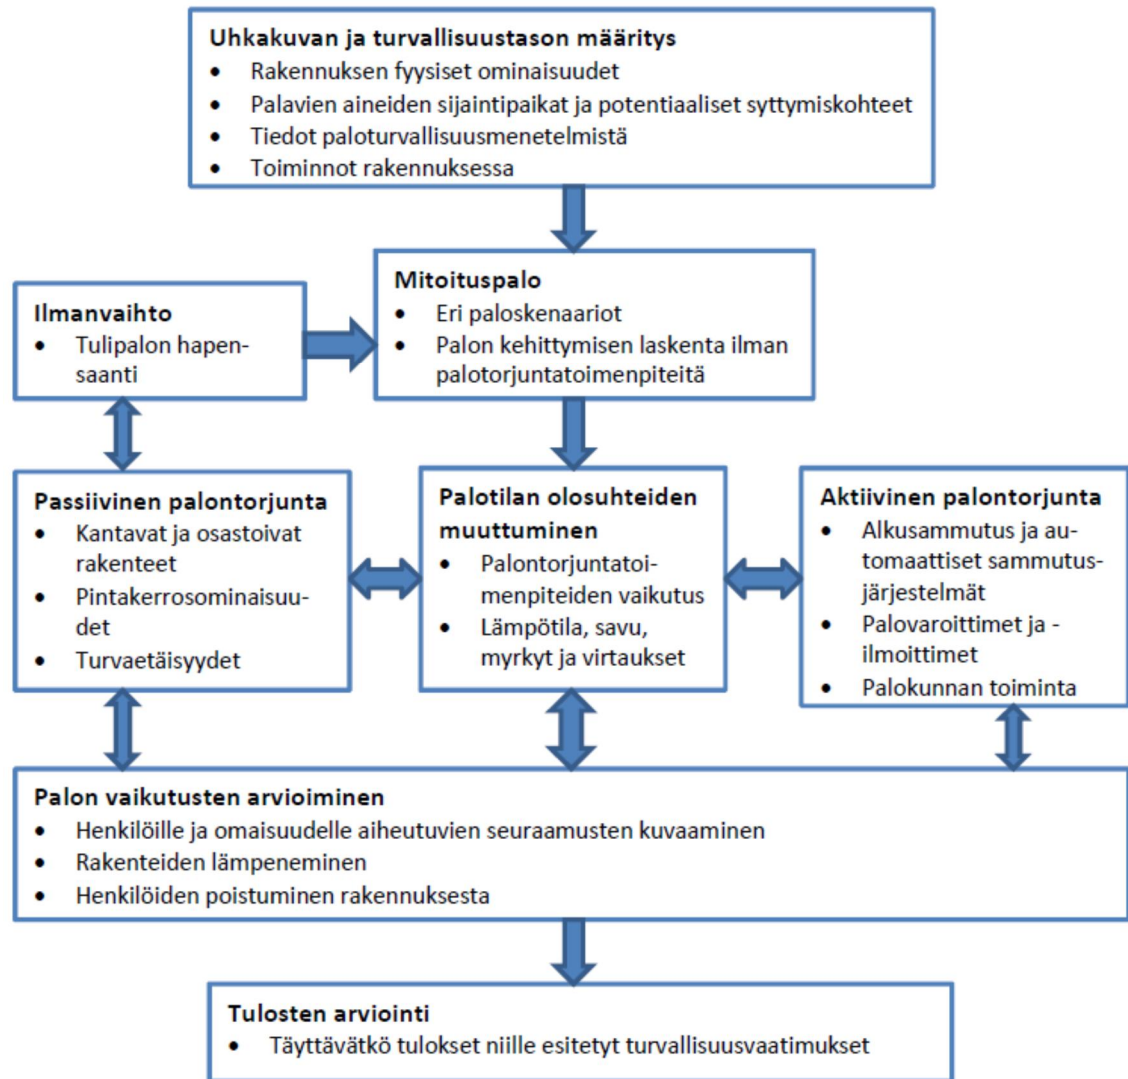 Uhkakuvan ja turvallisuustason määritys
• Rakennuksen fyysiset ominaisuudet
• Palavien aineiden sijaintipaikat ja potentiaaliset syttymiskohteet
• Tiedot paloturvallisuusmenetelmistä
• Toiminnot rakennuksessa
Ilmanvaihto
• Tulipalon hapen-
saanti
Mitoituspalo
• Eri paloskenaariot
• Palon kehittymisen laskenta ilman
palotorjuntatoimenpiteitä
Passiivinen palontorjunta
• Kantavat ja osastoivat
rakenteet
• Pintakerrosominaisuu-
det
• Turvaetäisyydet
Palotilan olosuhteiden
muuttuminen
• Palontorjuntatoi-
menpiteiden vaikutus
• Lämpötila, savu,
myrkyt ja virtaukset
Aktiivinen palontorjunta
• Alkusammutus ja au-
tomaattiset sammutus-
järjestelmät
• Palovaroittimet ja -
ilmoittimet
• Palokunnan toiminta
Palon vaikutusten arvioiminen
• Henkilöille ja omaisuudelle aiheutuvien seuraamusten kuvaaminen
• Rakenteiden lämpeneminen
• Henkilöiden poistuminen rakennuksesta
Tulosten arviointi
• Täyttävätkö tulokset niille esitetyt turvallisuusvaatimukset